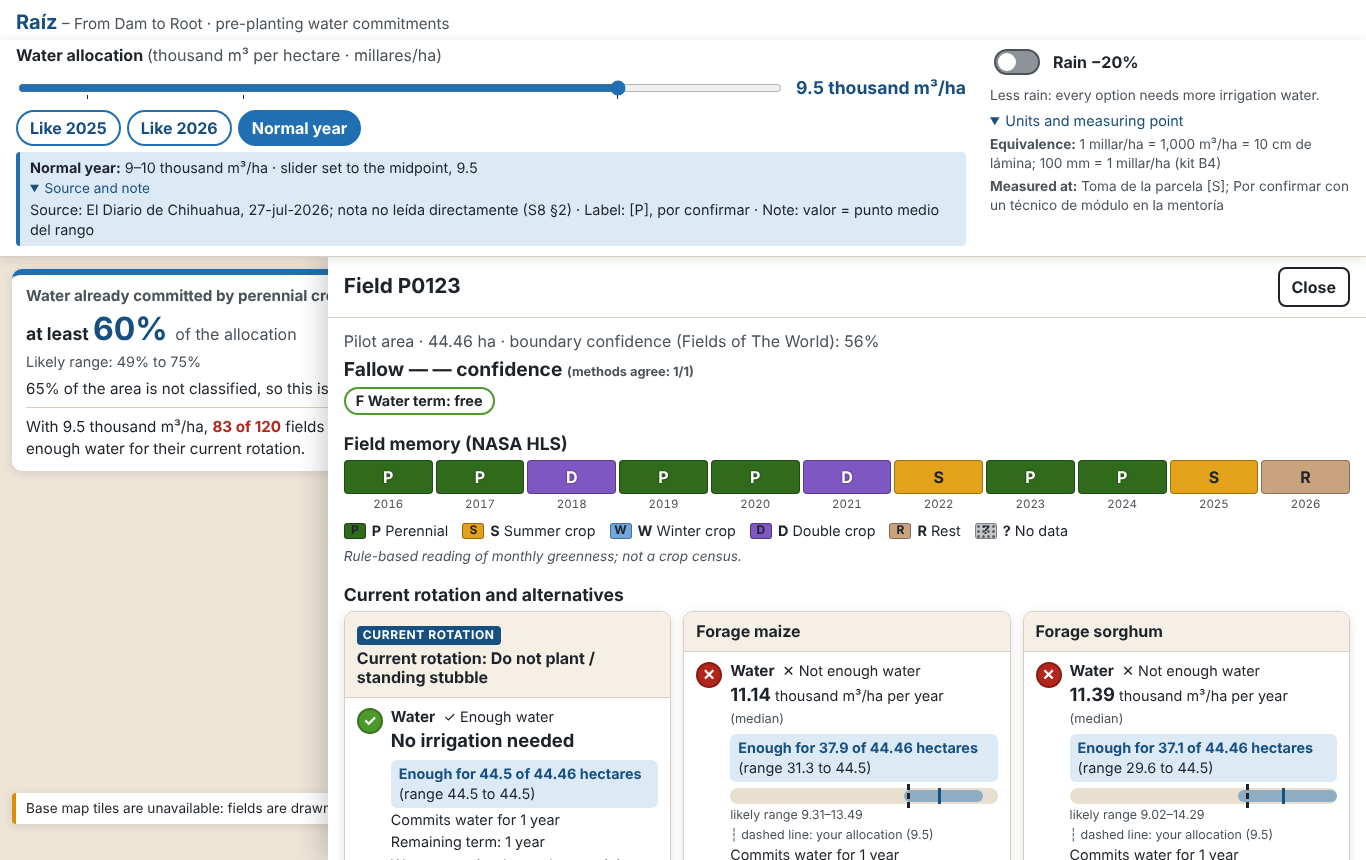 Raíz – From Dam to Root · pre-planting water commitments
Water allocation (thousand m³ per hectare · millares/ha)
9.5 thousand m³/ha
Like 2025
Like 2026
Normal year
Normal year: 9–10 thousand m³/ha · slider set to the midpoint, 9.5
▼ Source and note
Source: El Diario de Chihuahua, 27-jul-2026; nota no leída directamente (S8 §2) · Label: [P], por confirmar · Note: valor = punto medio
del rango
Rain −20%
Less rain: every option needs more irrigation water.
▼ Units and measuring point
Equivalence: 1 millar/ha = 1,000 m³/ha = 10 cm de
lámina; 100 mm = 1 millar/ha (kit B4)
Measured at: Toma de la parcela [S]; Por confirmar con
un técnico de módulo en la mentoría
Water already committed by perennial cr
at least 60% of the allocation
Likely range: 49% to 75%
65% of the area is not classified, so this is
With 9.5 thousand m³/ha, 83 of 120 fields
enough water for their current rotation.
Base map tiles are unavailable: fields are drawn
Field P0123
Close
Pilot area · 44.46 ha · boundary confidence (Fields of The World): 56%
Fallow — — confidence (methods agree: 1/1)
F Water term: free
Field memory (NASA HLS)
P P D P P D S P P S R
2016 2017 2018 2019 2020 2021 2022 2023 2024 2025 2026
P P Perennial S S Summer crop W W Winter crop D D Double crop R R Rest ? ? No data
Rule-based reading of monthly greenness; not a crop census.
Current rotation and alternatives
CURRENT ROTATION
Current rotation: Do not plant /
standing stubble
Water ✓ Enough water
No irrigation needed
Enough for 44.5 of 44.46 hectares
(range 44.5 to 44.5)
Commits water for 1 year
Remaining term: 1 year
Forage maize
Water ✕ Not enough water
11.14 thousand m³/ha per year
(median)
Enough for 37.9 of 44.46 hectares
(range 31.3 to 44.5)
likely range 9.31–13.49
┆ dashed line: your allocation (9.5)
Commits water for 1 year
Forage sorghum
Water ✕ Not enough water
11.39 thousand m³/ha per year
(median)
Enough for 37.1 of 44.46 hectares
(range 29.6 to 44.5)
likely range 9.02–14.29
┆ dashed line: your allocation (9.5)
Commits water for 1 year